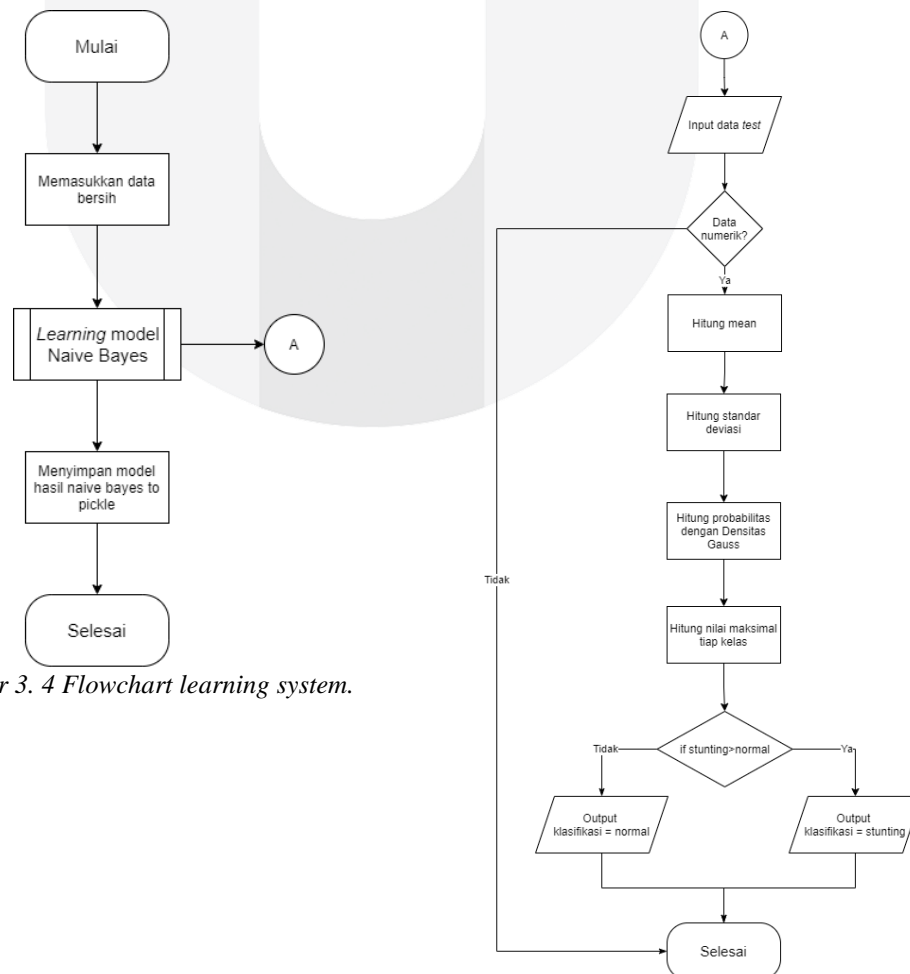 Mulai
Memasukkan data
bersih
Learning model
Naive Bayes
A
Menyimpan model
hasil naive bayes to
pickle
Selesai
r 3. 4 Flowchart learning system.
A
Input data test
Data
numerik?
Ya
Hitung mean
Hitung standar
deviasi
Hitung probabilitas
dengan Densitas
Gauss
Tidak
Hitung nilai maksimal
tiap kelas
if stunting>normal
Tidak
Ya
Output
klasifikasi = normal
Output
klasifikasi = stunting
Selesai